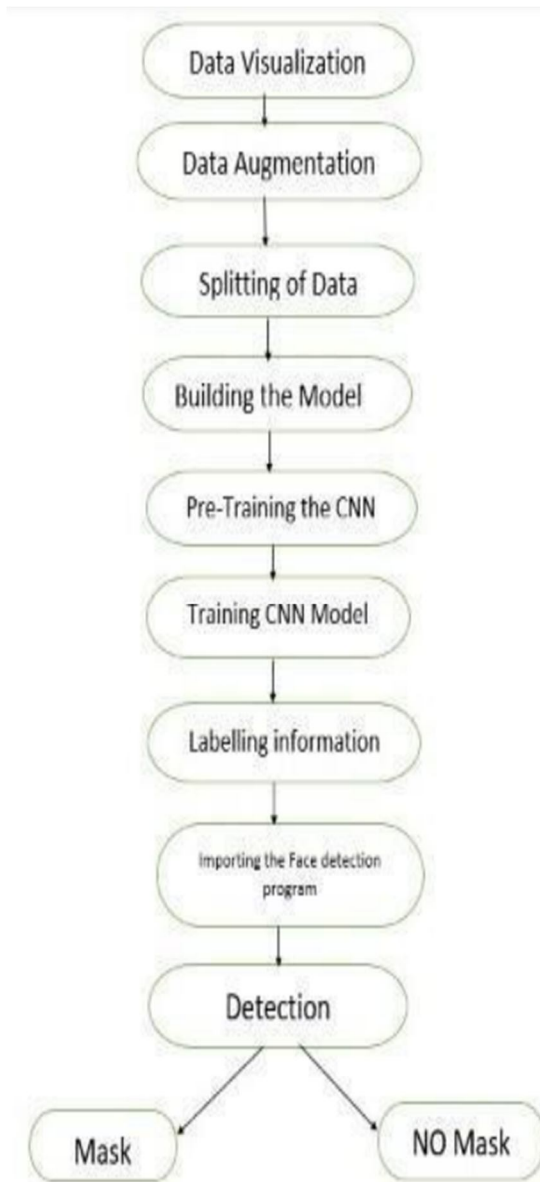 Data Visualization
Data Augmentation
Splitting of Data
Building the Model
Pre-Training the CNN
Training CNN Model
Labelling information
Importing the Face detection
program
Detection
Mask
NO Mask